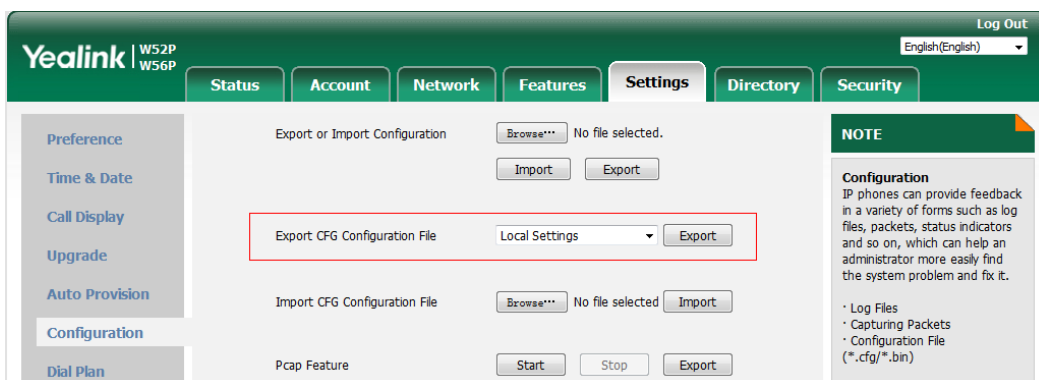 Log Out
Yealink W52P
W56P
English(English)
Status Account Network Features Settings Directory Security
Preference
Time & Date
Call Display
Upgrade
Auto Provision
Configuration
Dial Plan
Export or Import Configuration Browse··· No file selected.
Import Export
Export CFG Configuration File Local Settings Export
Import CFG Configuration File Browse··· No file selected Import
Pcap Feature Start Stop Export
NOTE
Configuration
IP phones can provide feedback
in a variety of forms such as log
files, packets, status indicators
and so on, which can help an
administrator more easily find
the system problem and fix it.
· Log Files
· Capturing Packets
· Configuration File
(*.cfg/*.bin)